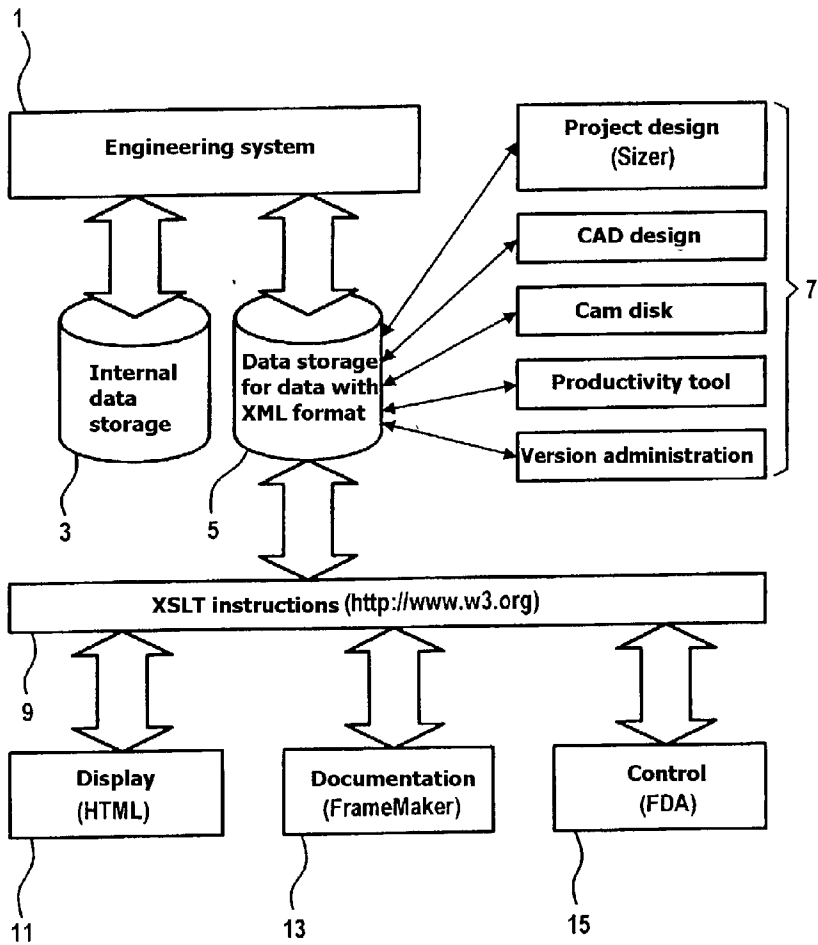 1
Engineering system
Project design
(Sizer)
CAD design
Cam disk
Productivity tool
Version administration
7
Internal
data
storage
Data storage
for data with
XML format
3
5
XSLT instructions (http://www.w3.org)
9
Display
(HTML)
Documentation
(FrameMaker)
Control
(FDA)
11
13
15